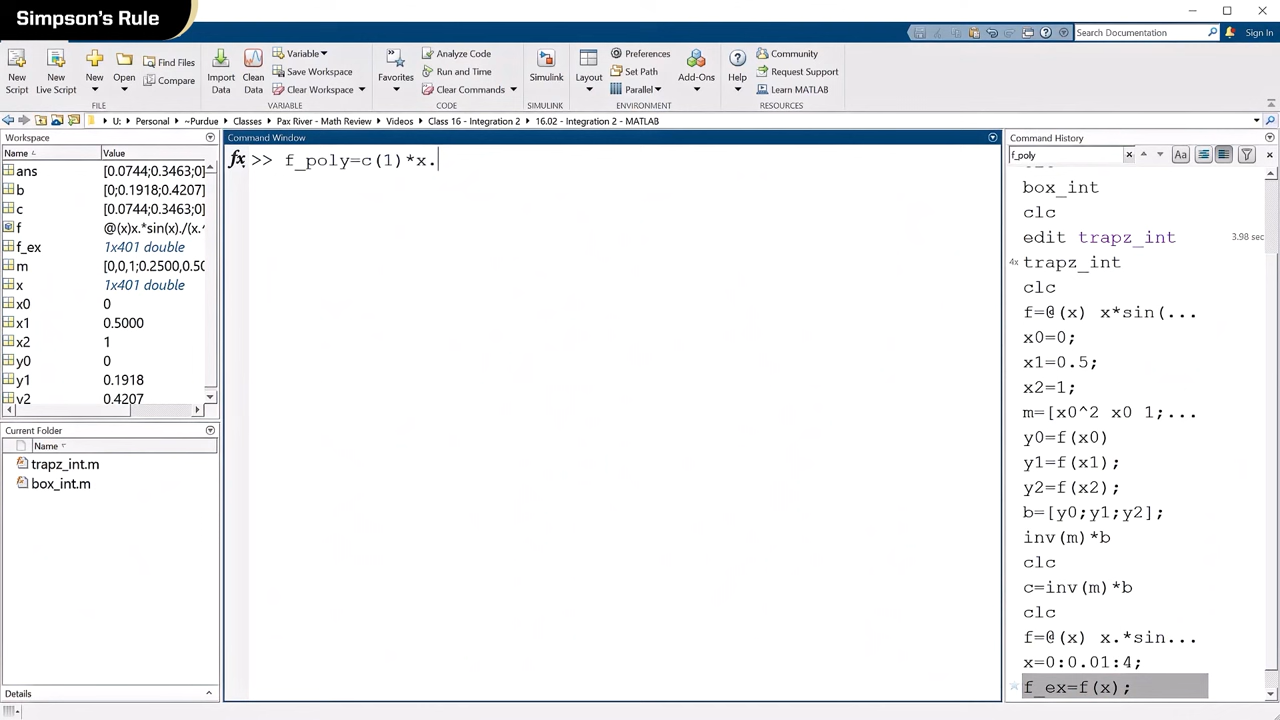 Simpson's Rule
Search Documentation
Sign In
New Script
New Live Script
New
Open
Find Files
Compare
Import Data
Clean Data
Variable
Save Workspace
Clear Workspace
Favorites
Analyze Code
Run and Time
Clear Commands
Simulink
Layout
Preferences
Set Path
Parallel
Add-Ons
Help
Community
Request Support
Learn MATLAB
FILE
VARIABLE
CODE
SIMULINK
ENVIRONMENT
RESOURCES
U: Personal ~Purdue Classes Pax River - Math Review Videos Class 16 - Integration 2 16.02 - Integration 2 - MATLAB
Workspace
Name Value
ans [0.0744;0.3463;0]
b [0;0.1918;0.4207]
c [0.0744;0.3463;0]
f @(x)x.*sin(x)./(x.^
f_ex 1x401 double
m [0,0,1;0.2500,0.50
x 1x401 double
x0 0
x1 0.5000
x2 1
y0 0
y1 0.1918
y2 0.4207
Current Folder
Name
trapz_int.m
box_int.m
Details
Command Window
fx >> f_poly=c(1)*x.
Command History
f_poly
Aa
box_int
clc
edit trapz_int 3.98 sec
4x trapz_int
clc
f=@(x) x*sin(...
x0=0;
x1=0.5;
x2=1;
m=[x0^2 x0 1;...
y0=f(x0)
y1=f(x1);
y2=f(x2);
b=[y0;y1;y2];
inv(m)*b
clc
c=inv(m)*b
clc
f=@(x) x.*sin...
x=0:0.01:4;
f_ex=f(x);